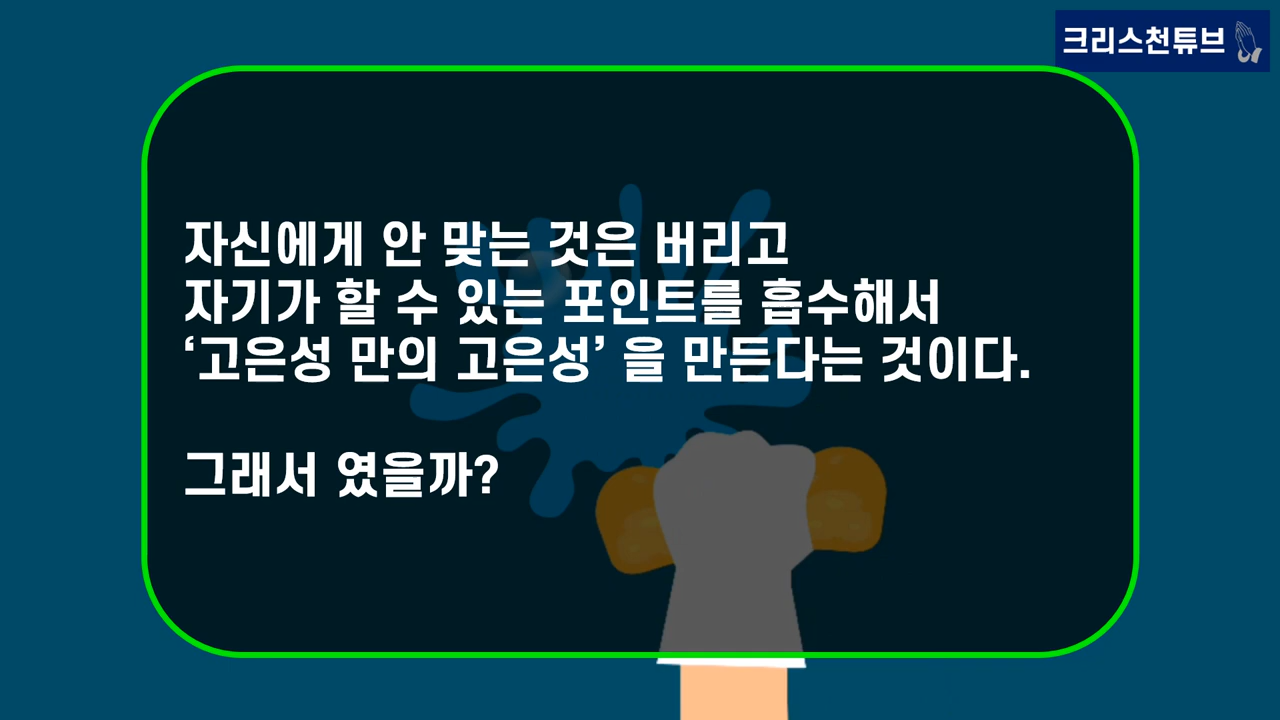 크리스천튜브
자신에게 안 맞는 것은 버리고
자기가 할 수 있는 포인트를 흡수해서
‘고은성 만의 고은성’ 을 만든다는 것이다.
그래서 였을까?